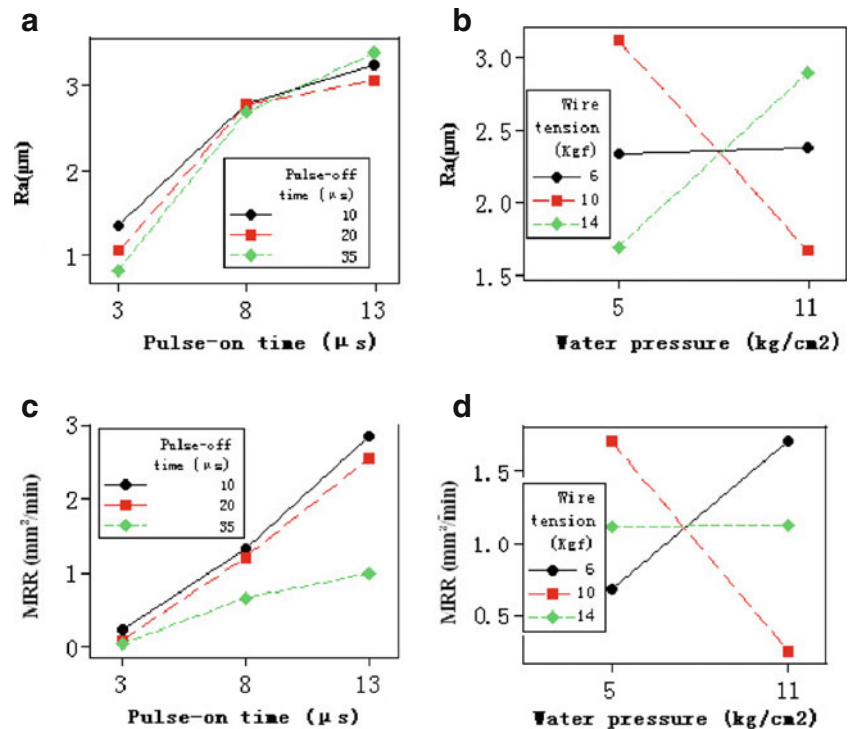 a
Ra(μm)
3
2
1
Pulse-off
time (μs)
10
20
35
3 8 13
Pulse-on time (μs)
b
Ra(μm)
3.0
2.5
2.0
1.5
Wire
tension
(Kgf)
6
10
14
5 11
Water pressure (kg/cm2)
c
MRR (mm²/min)
3
2
1
0
Pulse-off
time (μs)
10
20
35
3 8 13
Pulse-on time (μs)
d
MRR (mm²/min)
1.5
1.0
0.5
Wire
tension
(Kgf)
6
10
14
5 11
Water pressure (kg/cm2)